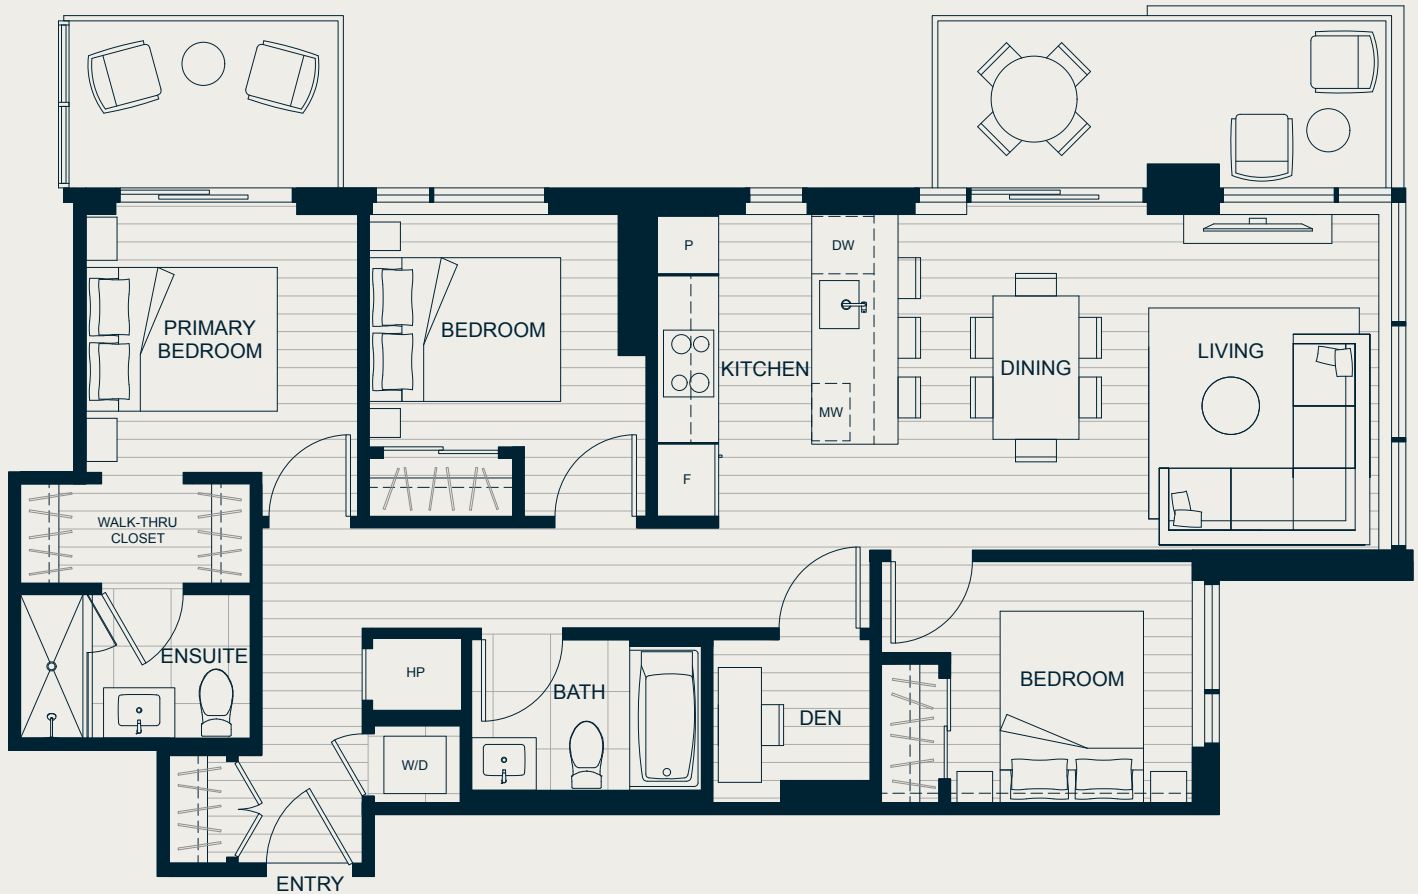 P
DW
PRIMARY
BEDROOM
BEDROOM
KITCHEN
DINING
LIVING
MW
F
WALK-THRU
CLOSET
ENSUITE
HP
BATH
BEDROOM
DEN
W/D
ENTRY